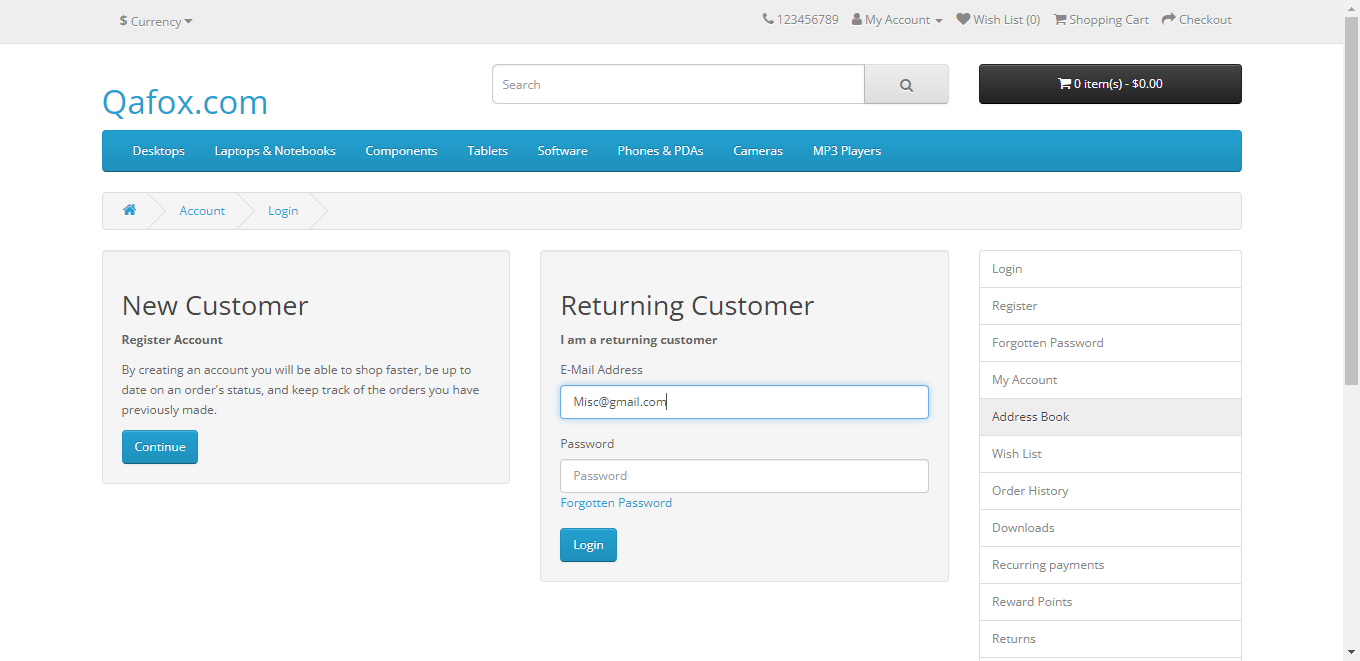 $ Currency
123456789 My Account Wish List (0) Shopping Cart Checkout
Qafox.com
Search
0 item(s) - $0.00
Desktops Laptops & Notebooks Components Tablets Software Phones & PDAs Cameras MP3 Players
Account Login
New Customer
Register Account
By creating an account you will be able to shop faster, be up to
date on an order's status, and keep track of the orders you have
previously made.
Continue
Returning Customer
I am a returning customer
E-Mail Address
Misc@gmail.com
Password
Password
Forgotten Password
Login
Login
Register
Forgotten Password
My Account
Address Book
Wish List
Order History
Downloads
Recurring payments
Reward Points
Returns